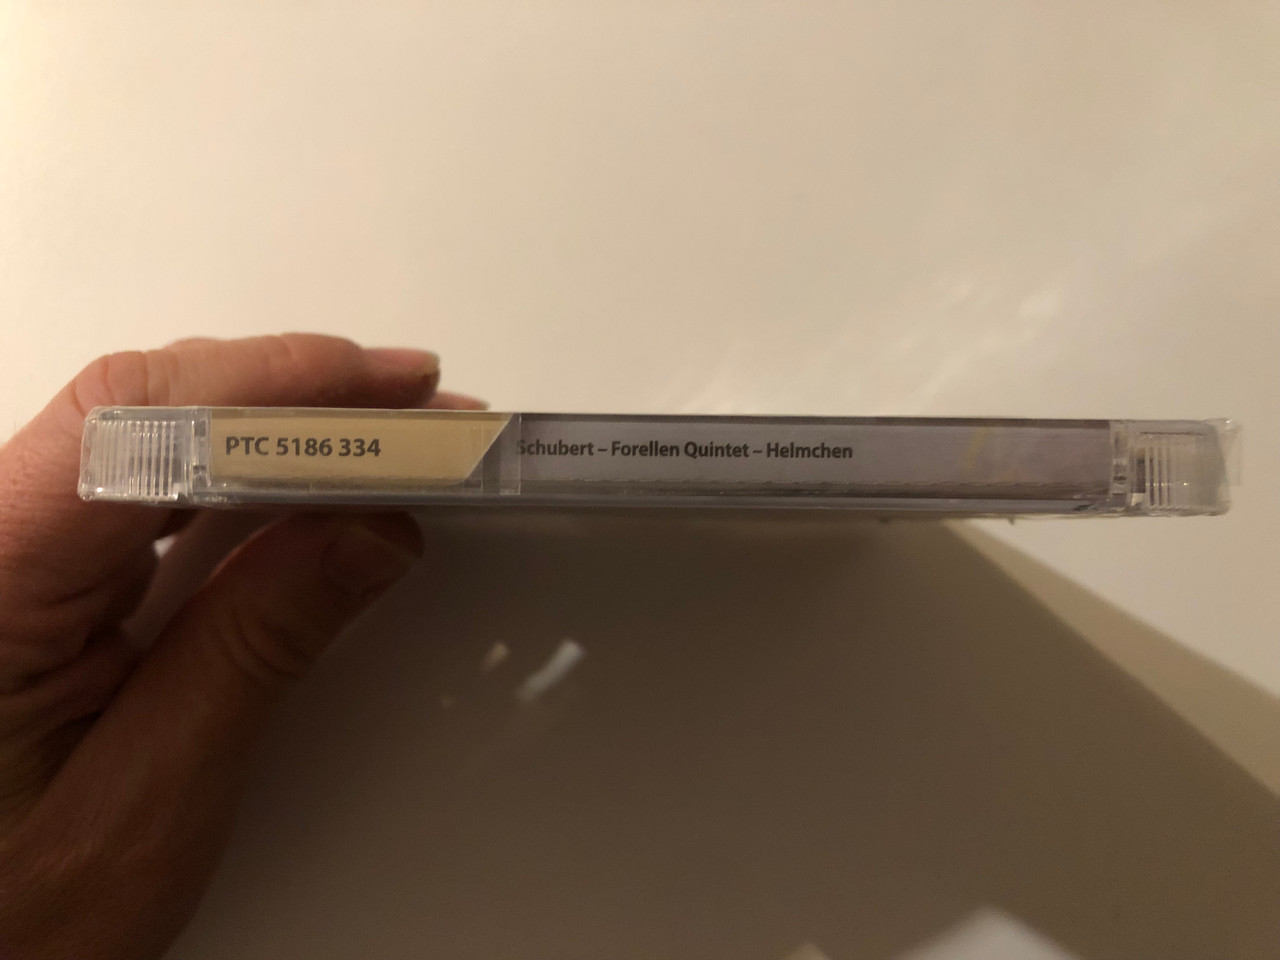 PTC 5186 334
Schubert – Forellen Quintet – Helmchen